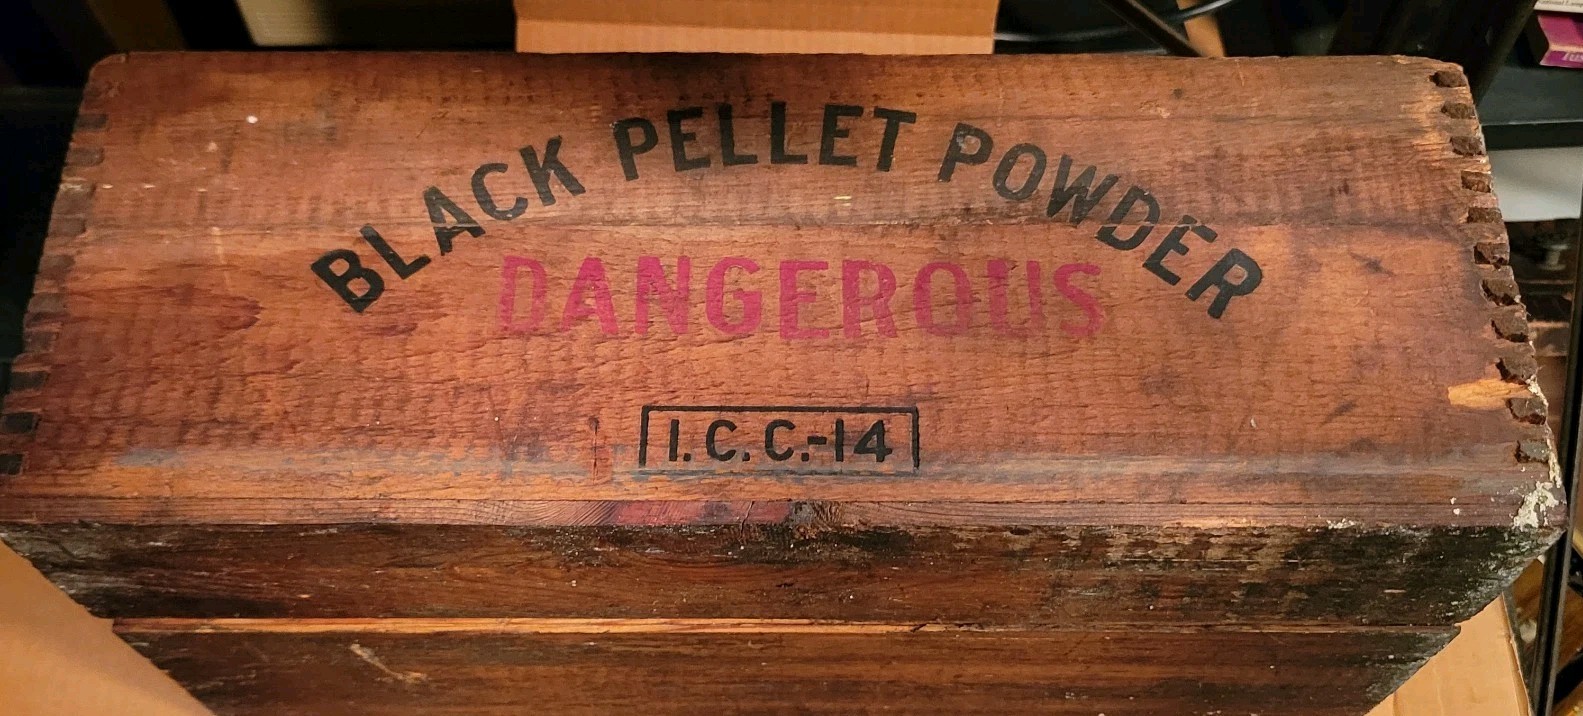 BLACK PELLET POWDER
DANGEROUS
I.C.C.-14